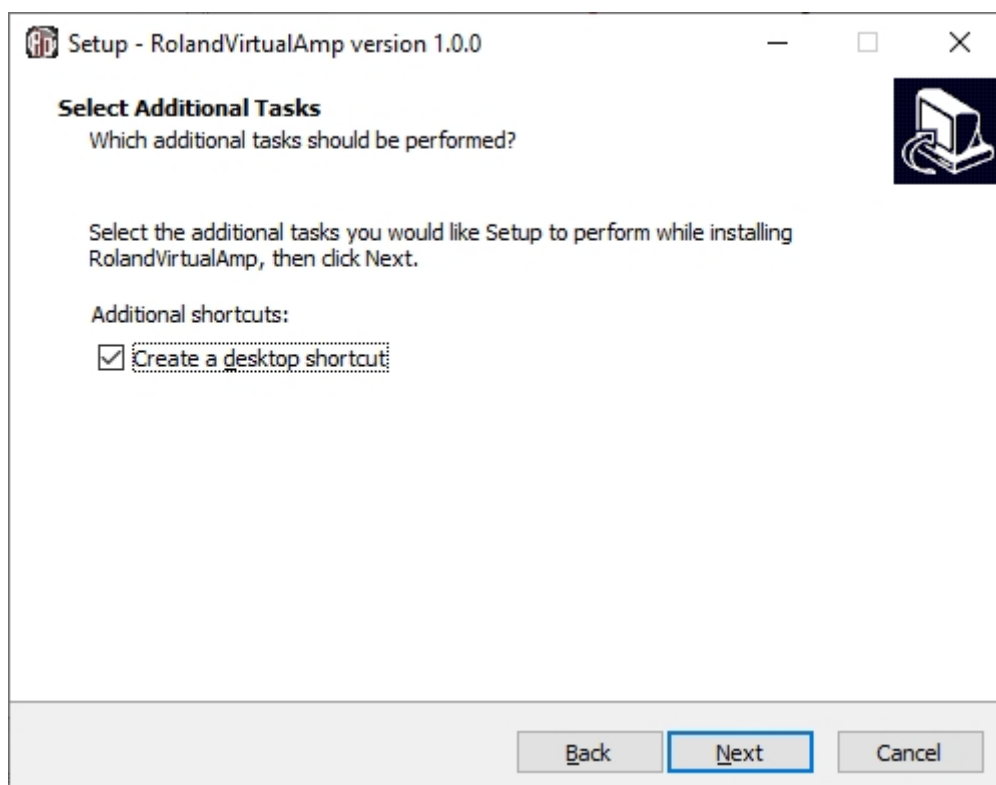 Setup - RolandVirtualAmp version 1.0.0
Select Additional Tasks
Which additional tasks should be performed?
Select the additional tasks you would like Setup to perform while installing
RolandVirtualAmp, then click Next.
Additional shortcuts:
Create a desktop shortcut
Back Next Cancel